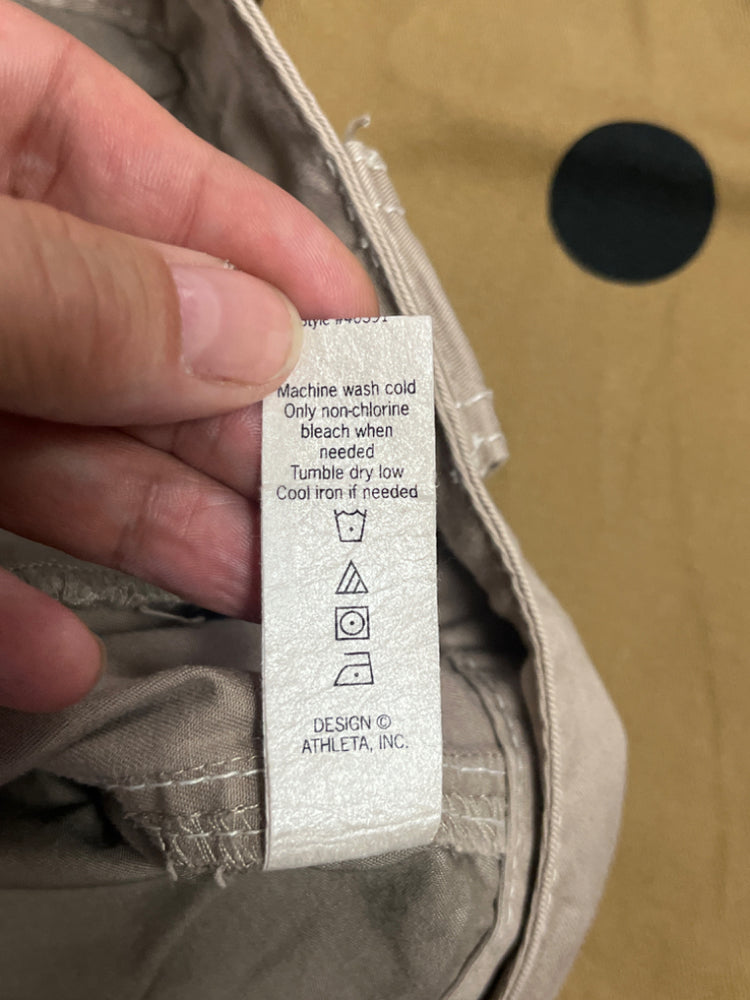 Style #
Machine wash cold
Only non-chlorine
bleach when
needed
Tumble dry low
Cool iron if needed
DESIGN ©
ATHLETA, INC.